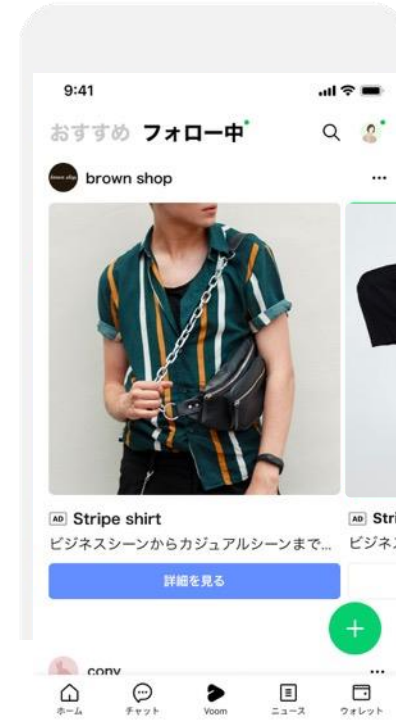 9:41
おすすめ フォロー中
brown shop
brown shop
AD Stripe shirt
ビジネスシーンからカジュアルシーンまで...
詳細を見る
AD Stri
ビジネ
cony
ホーム チャット Voom ニュース ウォレット